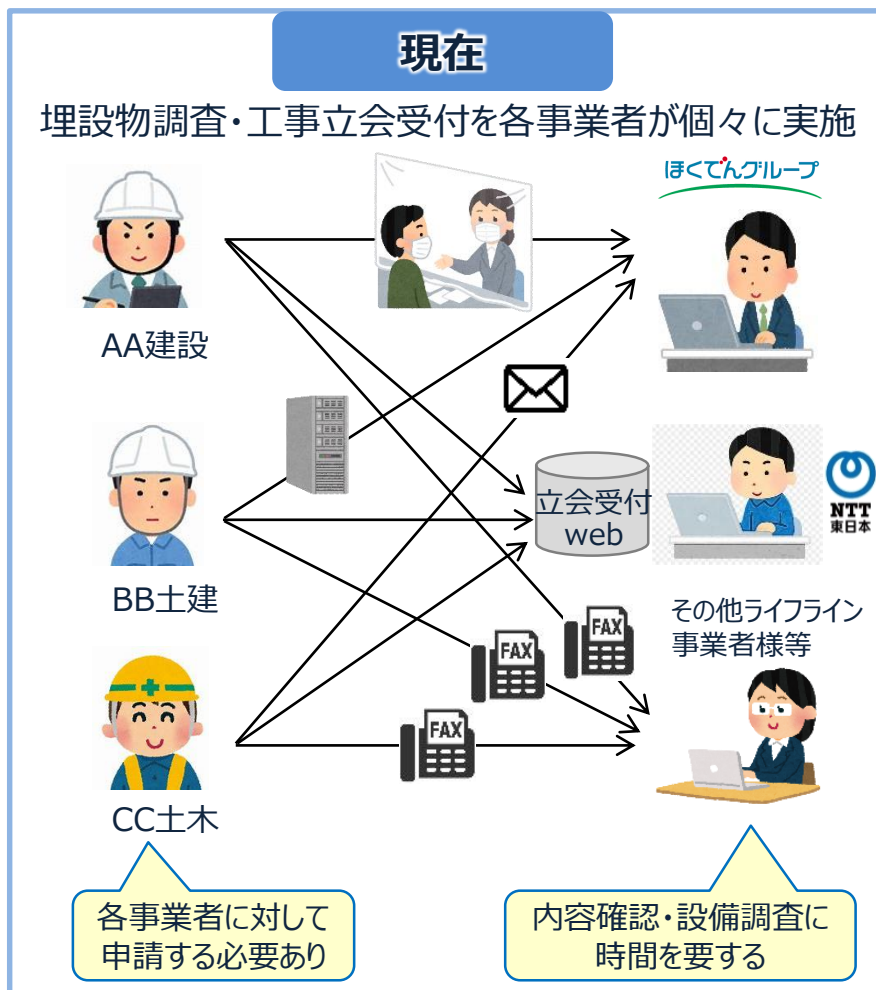 現在
埋設物調査・工事立会受付を各事業者が個々に実施
ほくでんグループ
AA建設
立会受付
web
NTT
東日本
BB土建
その他ライフライン
事業者様等
FAX
FAX
FAX
CC土木
各事業者に対して
申請する必要あり
内容確認・設備調査に
時間を要する